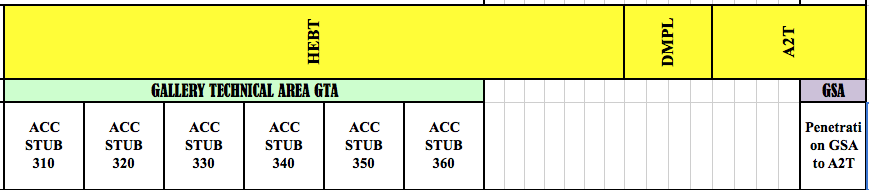 HEBT
DMPL
A2T
GALLERY TECHNICAL AREA GTA
GSA
ACC
STUB
310
ACC
STUB
320
ACC
STUB
330
ACC
STUB
340
ACC
STUB
350
ACC
STUB
360
Penetrati
on GSA
to A2T